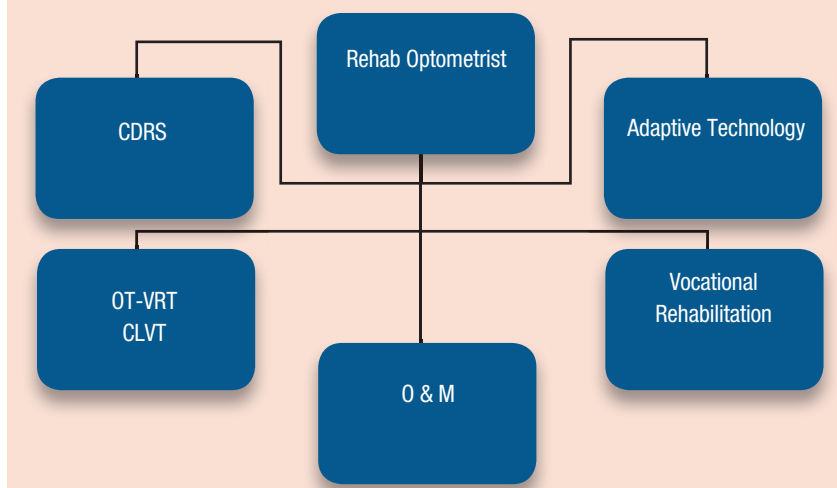 Rehab Optometrist
CDRS
Adaptive Technology
OT-VRT
CLVT
Vocational
Rehabilitation
O & M